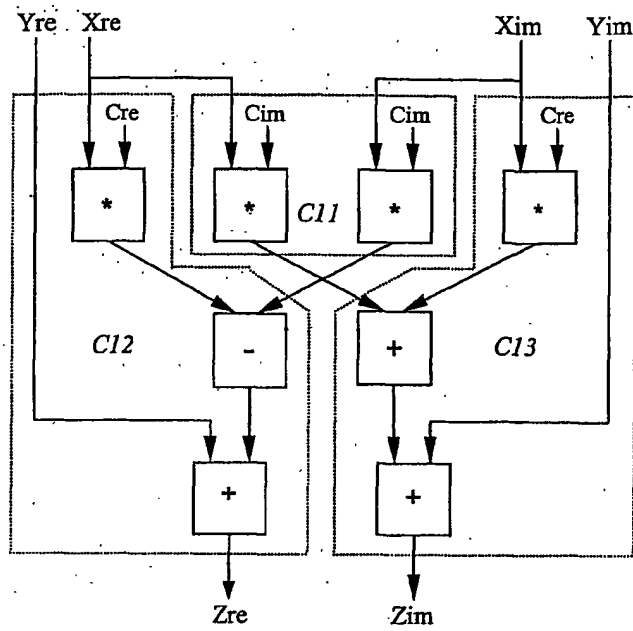 Yre Xre Xim Yim
Cre Cim Cim Cre
* * C11 * *
C12 - + C13
+ +
Zre Zim